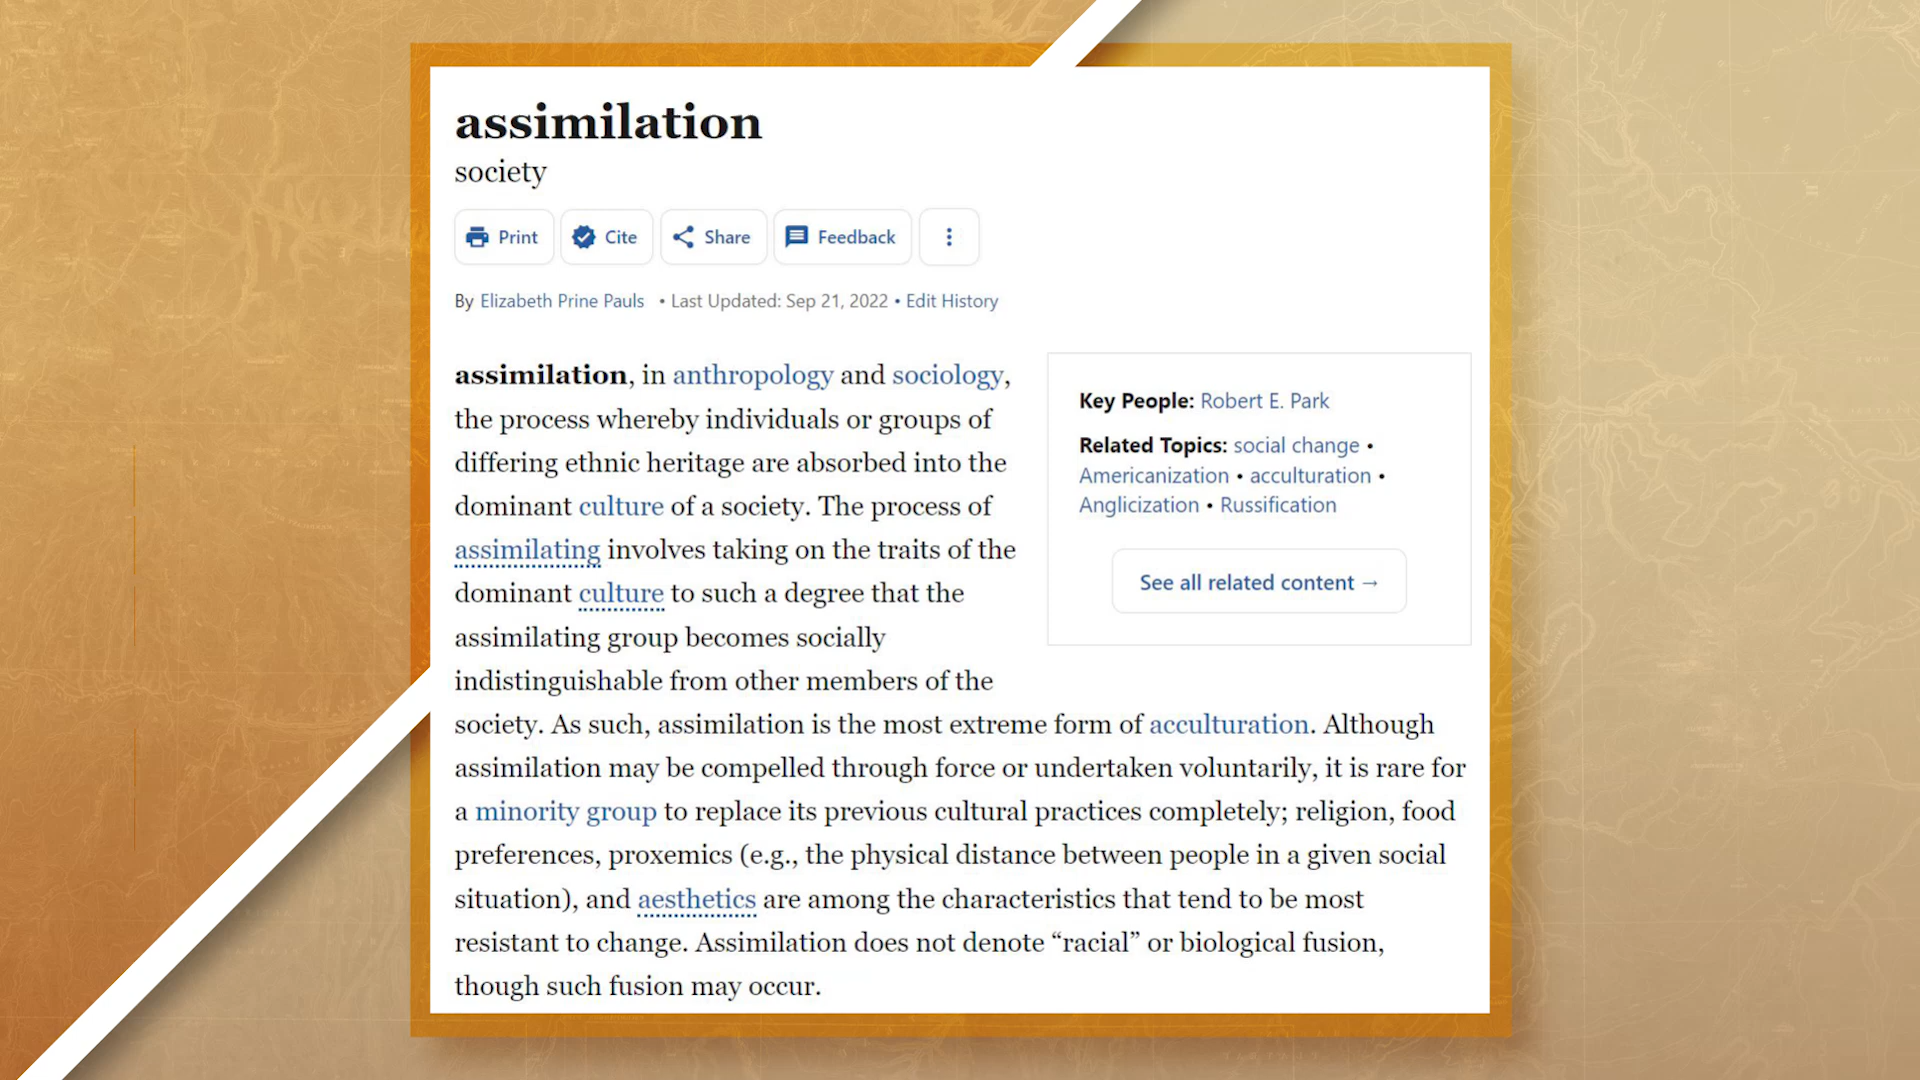 assimilation
society
Print Cite Share Feedback
By Elizabeth Prine Pauls • Last Updated: Sep 21, 2022 • Edit History
assimilation, in anthropology and sociology,
the process whereby individuals or groups of
differing ethnic heritage are absorbed into the
dominant culture of a society. The process of
assimilating involves taking on the traits of the
dominant culture to such a degree that the
assimilating group becomes socially
indistinguishable from other members of the
society. As such, assimilation is the most extreme form of acculturation. Although
assimilation may be compelled through force or undertaken voluntarily, it is rare for
a minority group to replace its previous cultural practices completely; religion, food
preferences, proxemics (e.g., the physical distance between people in a given social
situation), and aesthetics are among the characteristics that tend to be most
resistant to change. Assimilation does not denote “racial” or biological fusion,
though such fusion may occur.
Key People: Robert E. Park
Related Topics: social change •
Americanization • acculturation •
Anglicization • Russification
See all related content →